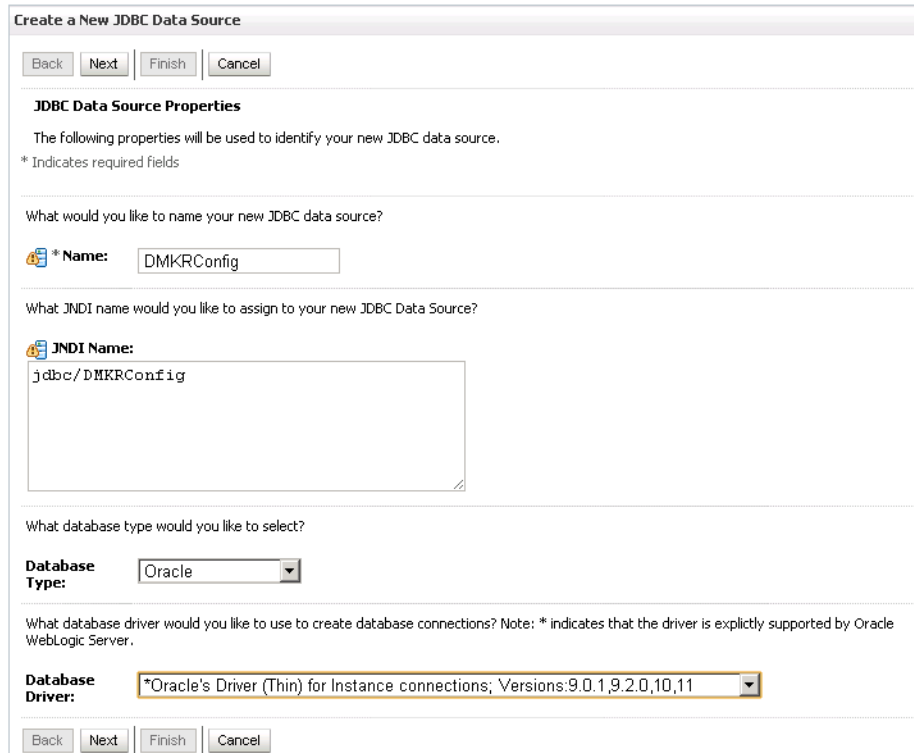 Create a New JDBC Data Source
Back Next Finish Cancel
JDBC Data Source Properties
The following properties will be used to identify your new JDBC data source.
* Indicates required fields
What would you like to name your new JDBC data source?
* Name: DMKRConfig
What JNDI name would you like to assign to your new JDBC Data Source?
JNDI Name:
jdbc/DMKRConfig
What database type would you like to select?
Database Type: Oracle
What database driver would you like to use to create database connections? Note: * indicates that the driver is explictly supported by Oracle
WebLogic Server.
Database Driver: *Oracle's Driver (Thin) for Instance connections; Versions:9.0.1,9.2.0,10,11
Back Next Finish Cancel